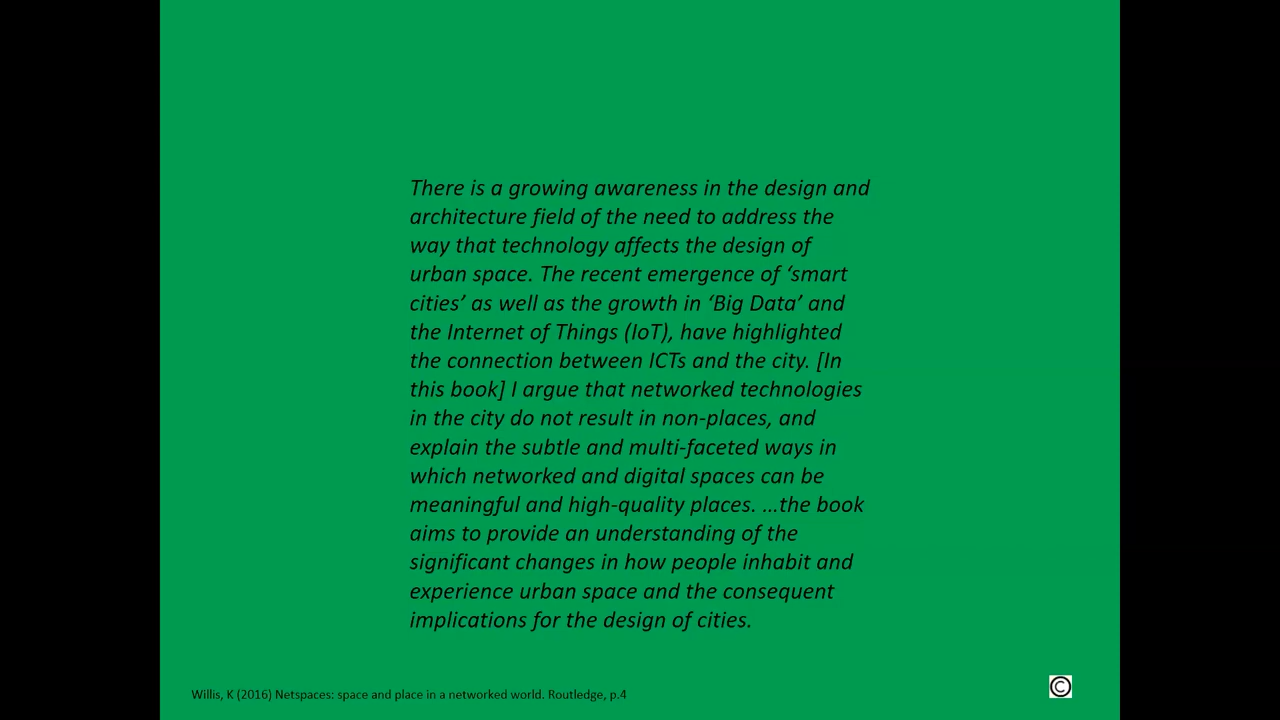 There is a growing awareness in the design and
architecture field of the need to address the
way that technology affects the design of
urban space. The recent emergence of ‘smart
cities’ as well as the growth in ‘Big Data’ and
the Internet of Things (IoT), have highlighted
the connection between ICTs and the city. [In
this book] I argue that networked technologies
in the city do not result in non-places, and
explain the subtle and multi-faceted ways in
which networked and digital spaces can be
meaningful and high-quality places. …the book
aims to provide an understanding of the
significant changes in how people inhabit and
experience urban space and the consequent
implications for the design of cities.
Willis, K (2016) Netspaces: space and place in a networked world. Routledge, p.4
©